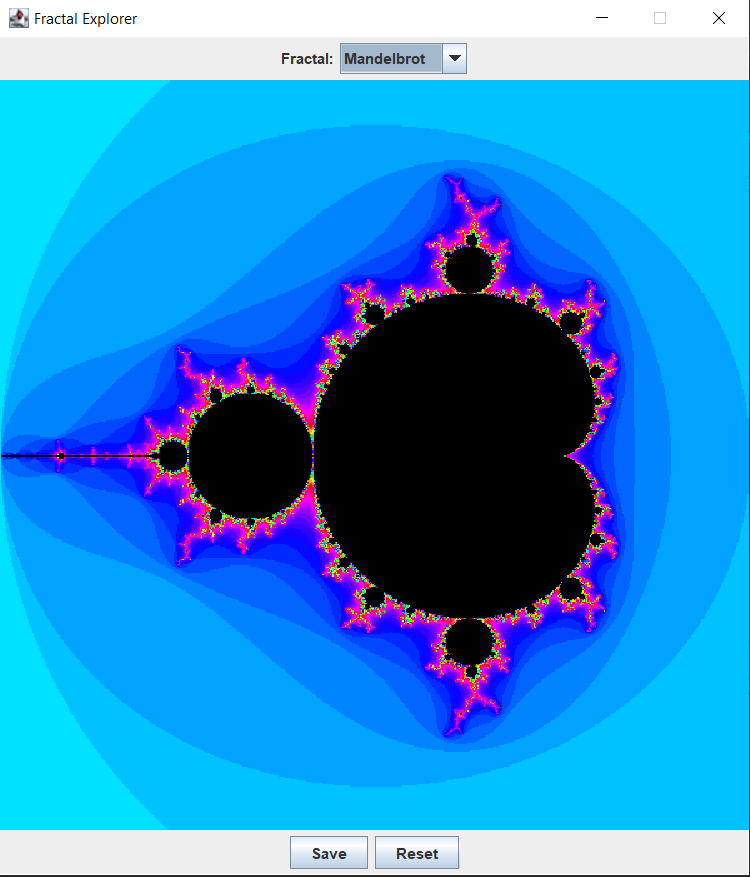 Fractal Explorer
Fractal: Mandelbrot
Save Reset